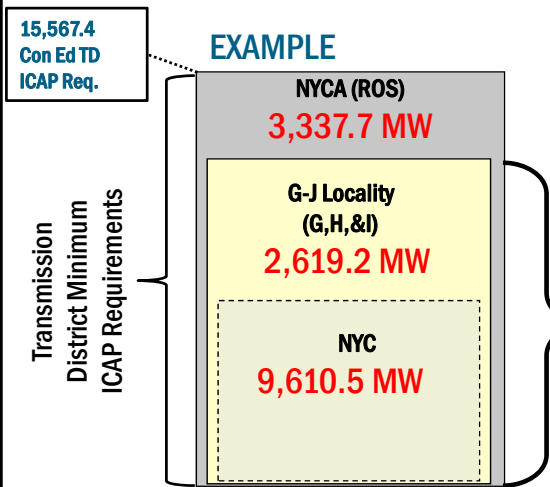 15,567.4
Con Ed TD
ICAP Req.
EXAMPLE
NYCA (ROS)
3,337.7 MW
G-J Locality
(G,H,&I)
2,619.2 MW
NYC
9,610.5 MW
Transmission
District Minimum
ICAP Requirements